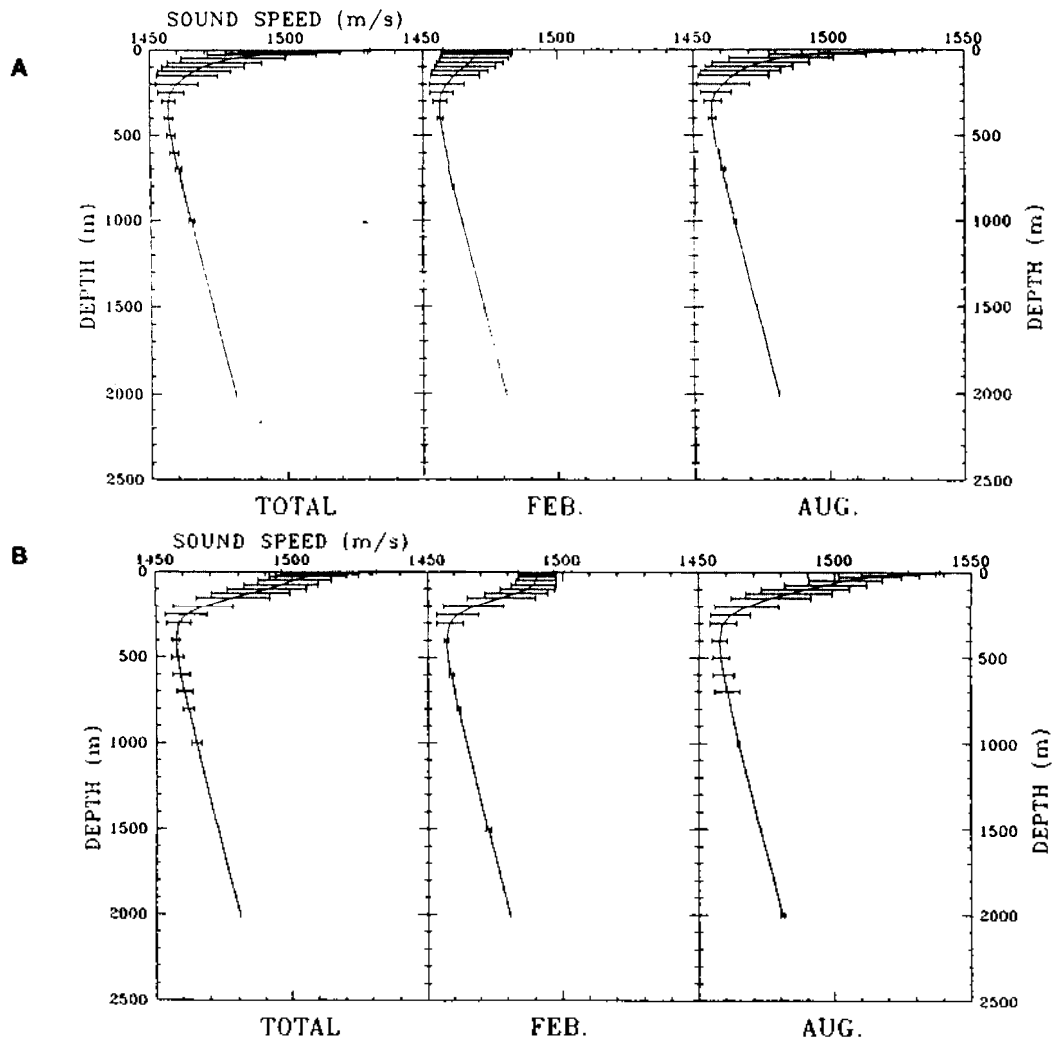 A
SOUND SPEED (m/s)
1450 1500 1450 1500 1450 1500 1550
0 0
500 500
1000 1000
1500 1500
2000 2000
2500 2500
DEPTH (m) DEPTH (m)
TOTAL FEB. AUG.
B
SOUND SPEED (m/s)
1450 1500 1450 1500 1450 1500 1550
0 0
500 500
1000 1000
1500 1500
2000 2000
2500 2500
DEPTH (m) DEPTH (m)
TOTAL FEB. AUG.